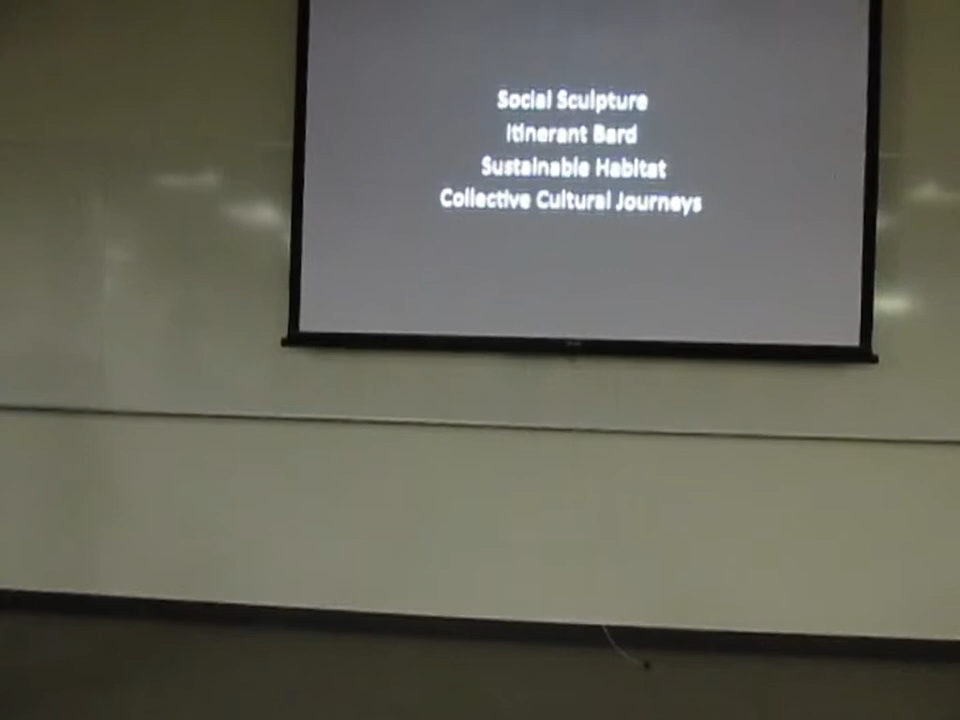 Social Sculpture
Itinerant Bard
Sustainable Habitat
Collective Cultural Journeys